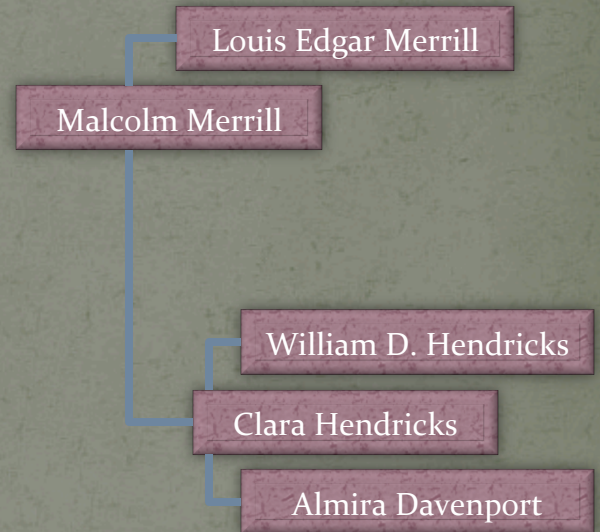 Louis Edgar Merrill
Malcolm Merrill
William D. Hendricks
Clara Hendricks
Almira Davenport